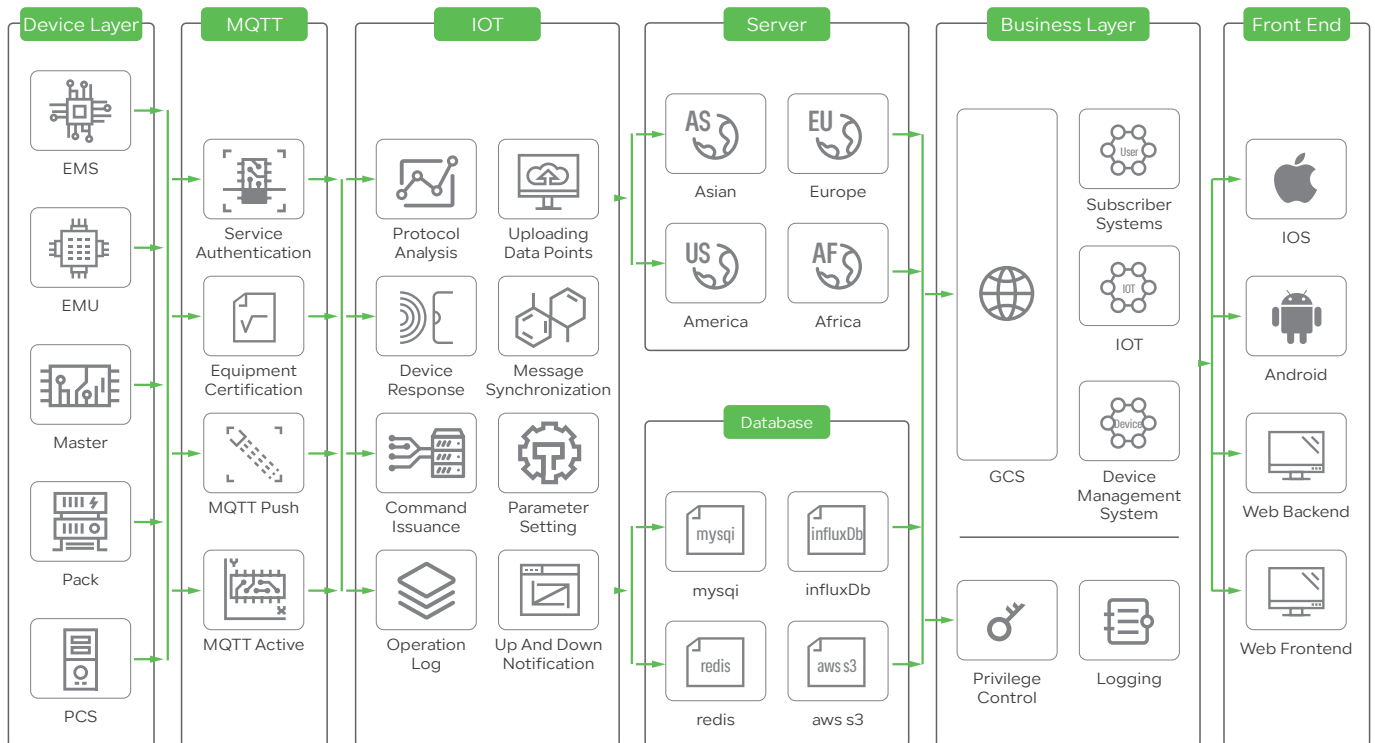 Device Layer
EMS
EMU
Master
Pack
PCS
MQTT
Service
Authentication
Equipment
Certification
MQTT Push
Y
X
MQTT Active
IOT
Protocol
Analysis
Uploading
Data Points
Device
Response
Message
Synchronization
Command
Issuance
Parameter
Setting
Operation
Log
Up And Down
Notification
Server
AS
Asian
EU
Europe
US
America
AF
Africa
Database
mysqi
mysqi
influxDb
influxDb
redis
redis
aws s3
aws s3
Business Layer
GCS
User
Subscriber
Systems
IOT
IOT
Device
Device
Management
System
Privilege
Control
Logging
Front End
IOS
Android
Web Backend
Web Frontend